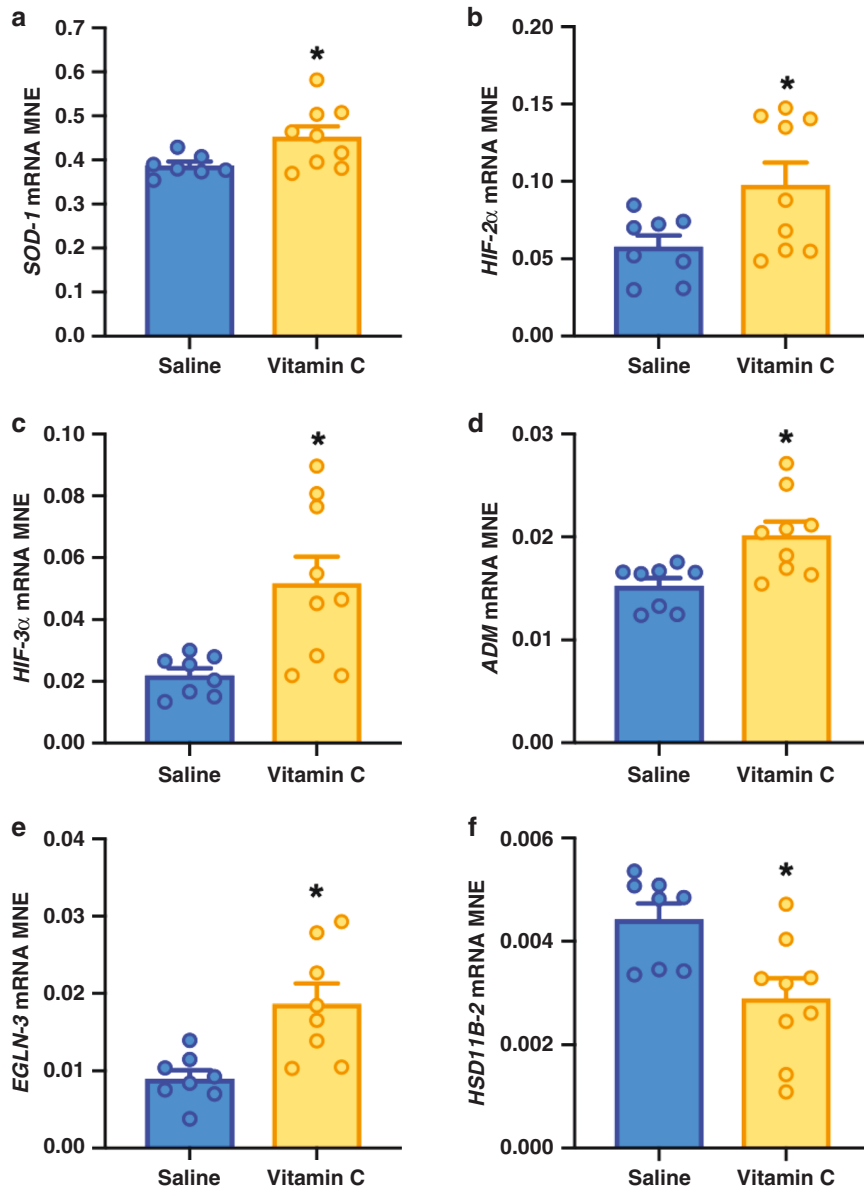 a
SOD-1 mRNA MNE
0.7
0.6
0.5
0.4
0.3
0.2
0.1
0.0
*
Saline Vitamin C
b
HIF-2α mRNA MNE
0.20
0.15
0.10
0.05
0.00
*
Saline Vitamin C
c
HIF-3α mRNA MNE
0.10
0.08
0.06
0.04
0.02
0.00
*
Saline Vitamin C
d
ADM mRNA MNE
0.03
0.02
0.01
0.00
*
Saline Vitamin C
e
EGLN-3 mRNA MNE
0.04
0.03
0.02
0.01
0.00
*
Saline Vitamin C
f
HSD11B-2 mRNA MNE
0.006
0.004
0.002
0.000
*
Saline Vitamin C